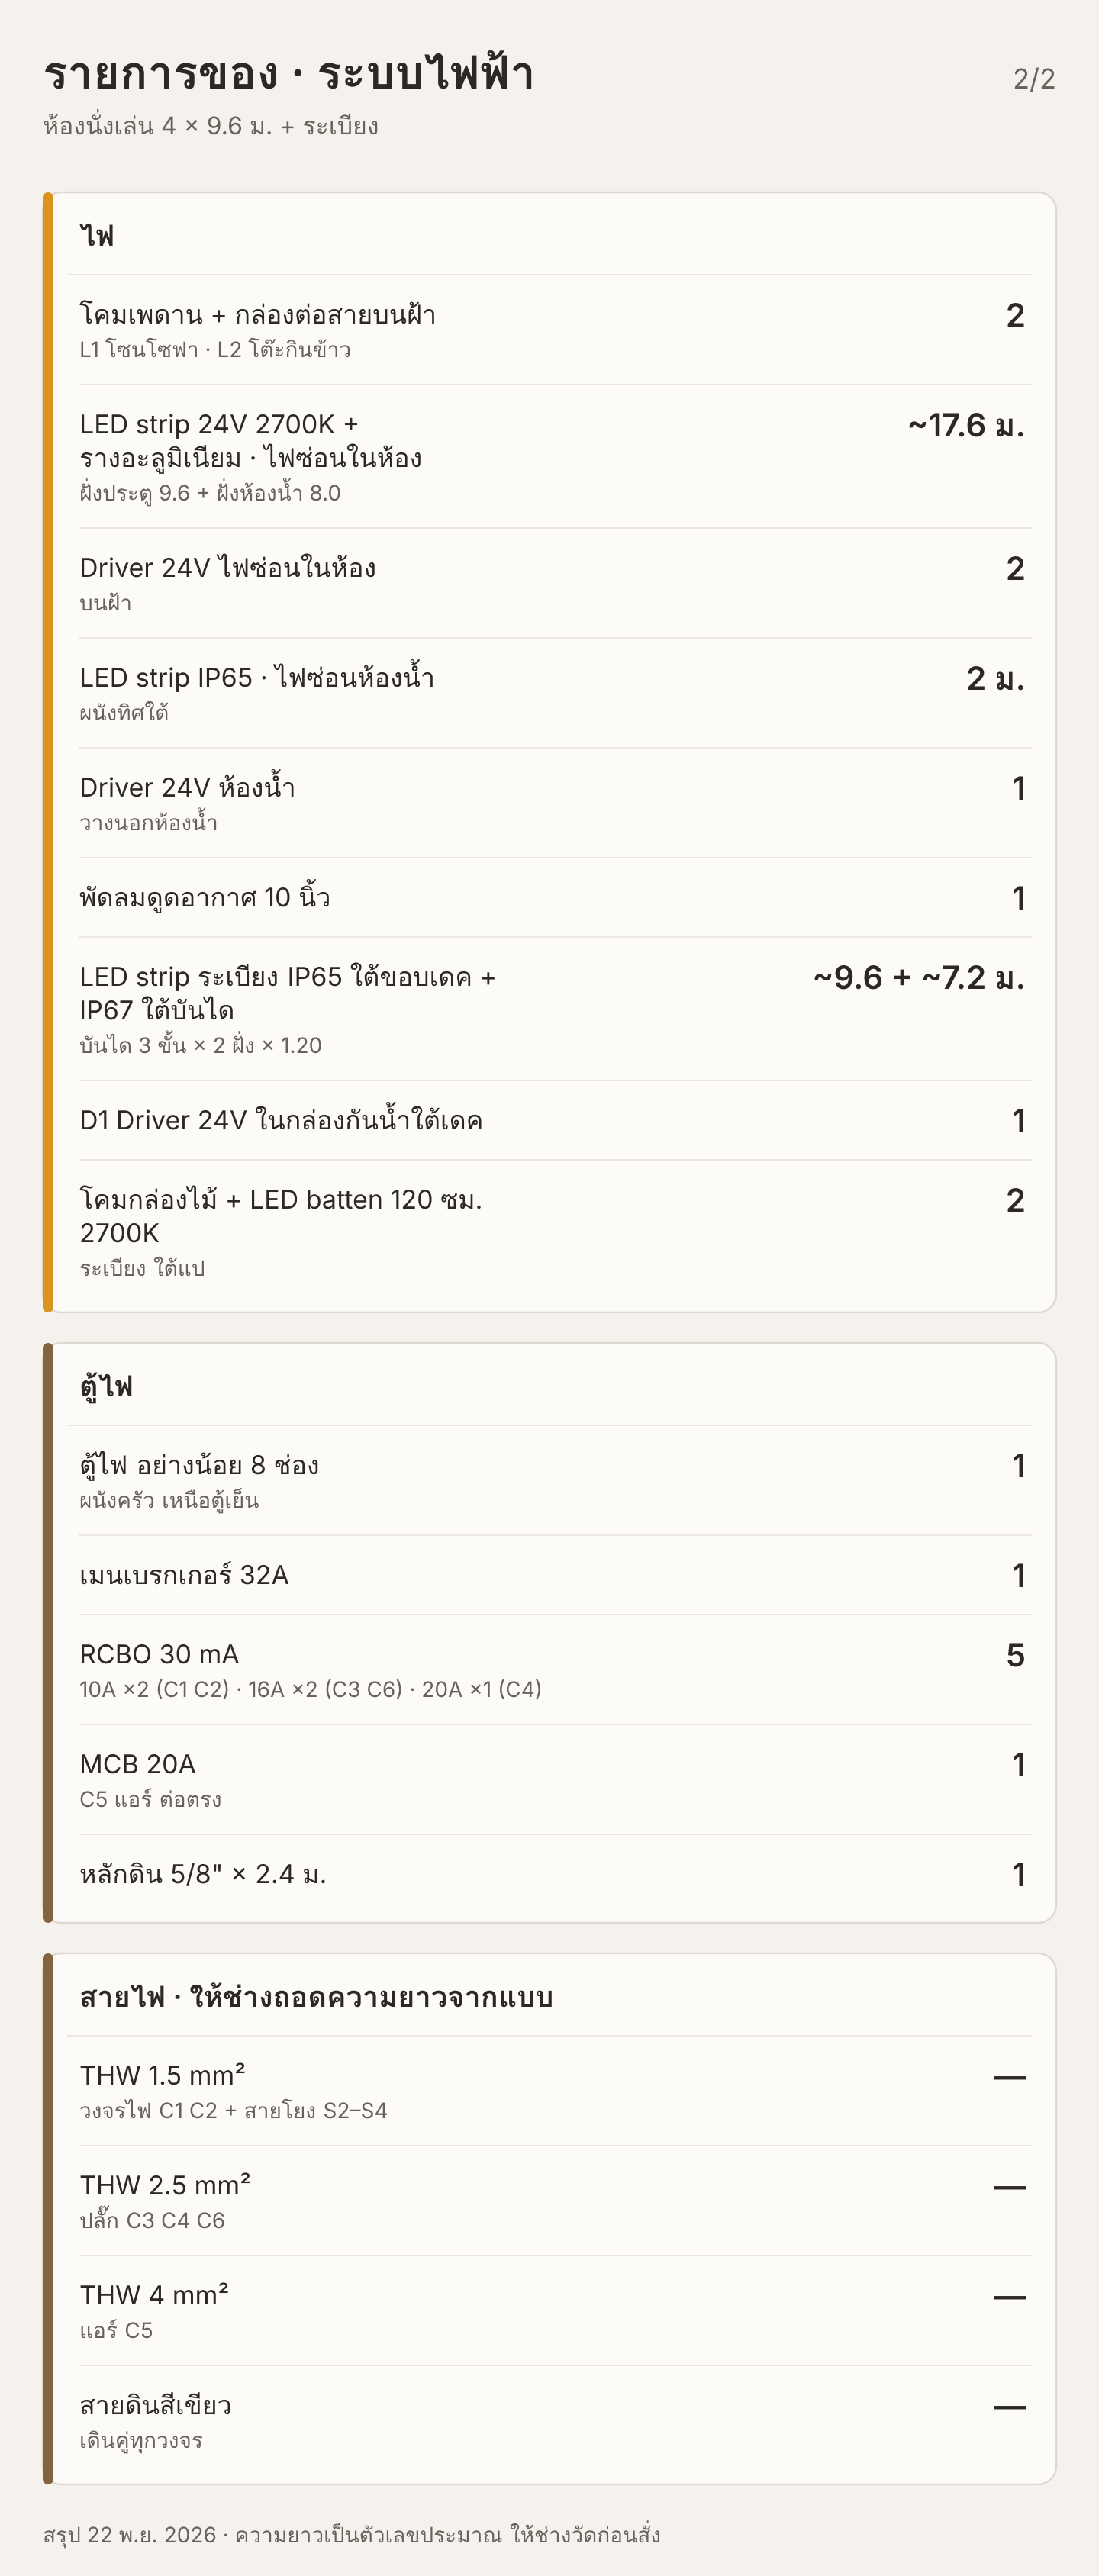 รายการของ · ระบบไฟฟ้า
2/2
ห้องนั่งเล่น 4 × 9.6 ม. + ระเบียง
ไฟ
โคมเพดาน + กล่องต่อสายบนฝ้า
2
L1 โซนโซฟา · L2 โต๊ะกินข้าว
LED strip 24V 2700K +
~17.6 ม.
รางอะลูมิเนียม · ไฟซ่อนในห้อง
ฝั่งประตู 9.6 + ฝั่งห้องน้ำ 8.0
Driver 24V ไฟซ่อนในห้อง
2
บนฝ้า
LED strip IP65 · ไฟซ่อนห้องน้ำ
2 ม.
ผนังทิศใต้
Driver 24V ห้องน้ำ
1
วางนอกห้องน้ำ
พัดลมดูดอากาศ 10 นิ้ว
1
LED strip ระเบียง IP65 ใต้ขอบเดค +
~9.6 + ~7.2 ม.
IP67 ใต้บันได
บันได 3 ขั้น × 2 ฝั่ง × 1.20
D1 Driver 24V ในกล่องกันน้ำใต้เดค
1
โคมกล่องไม้ + LED batten 120 ซม.
2
2700K
ระเบียง ใต้แป
ตู้ไฟ
ตู้ไฟ อย่างน้อย 8 ช่อง
1
ผนังครัว เหนือตู้เย็น
เมนเบรกเกอร์ 32A
1
RCBO 30 mA
5
10A ×2 (C1 C2) · 16A ×2 (C3 C6) · 20A ×1 (C4)
MCB 20A
1
C5 แอร์ ต่อตรง
หลักดิน 5/8" × 2.4 ม.
1
สายไฟ · ให้ช่างถอดความยาวจากแบบ
THW 1.5 mm²
—
วงจรไฟ C1 C2 + สายโยง S2–S4
THW 2.5 mm²
—
ปลั๊ก C3 C4 C6
THW 4 mm²
—
แอร์ C5
สายดินสีเขียว
—
เดินคู่ทุกวงจร
สรุป 22 พ.ย. 2026 · ความยาวเป็นตัวเลขประมาณ ให้ช่างวัดก่อนสั่ง